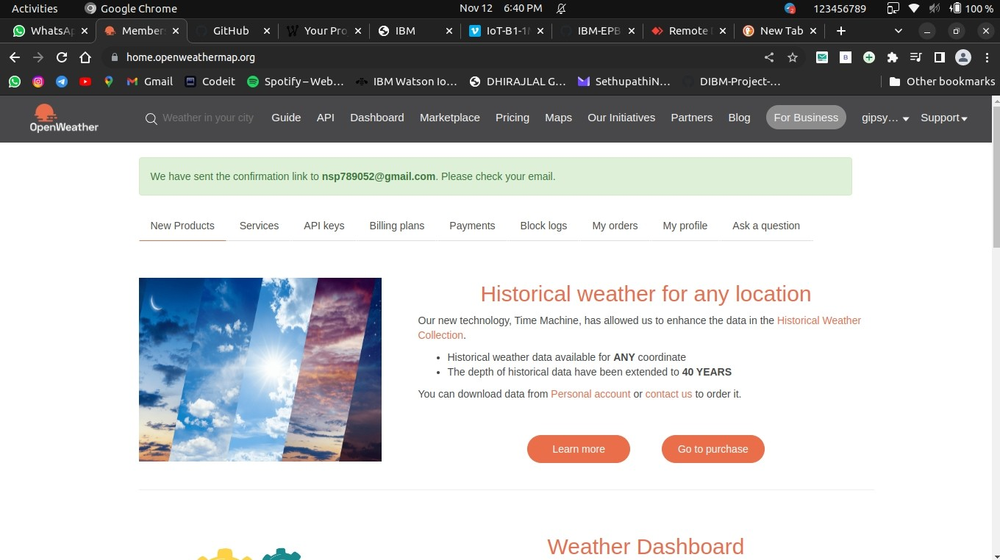 Activities Google Chrome Nov 12 6:40 PM 2 123456789 100 %
WhatsAp Member GitHub Your Pro IBM IoT-B1-1 IBM-EPB Remote New Tab
home.openweathermap.org
Gmail Codeit Spotify – Web... IBM Watson Io... DHIRAJLAL G... SethupathiN... DIBM-Project-... Other bookmarks
OpenWeather Weather in your city Guide API Dashboard Marketplace Pricing Maps Our Initiatives Partners Blog For Business gipsy... Support
We have sent the confirmation link to nsp789052@gmail.com. Please check your email.
New Products Services API keys Billing plans Payments Block logs My orders My profile Ask a question
Historical weather for any location
Our new technology, Time Machine, has allowed us to enhance the data in the Historical Weather
Collection.
• Historical weather data available for ANY coordinate
• The depth of historical data have been extended to 40 YEARS
You can download data from Personal account or contact us to order it.
Learn more Go to purchase
Weather Dashboard